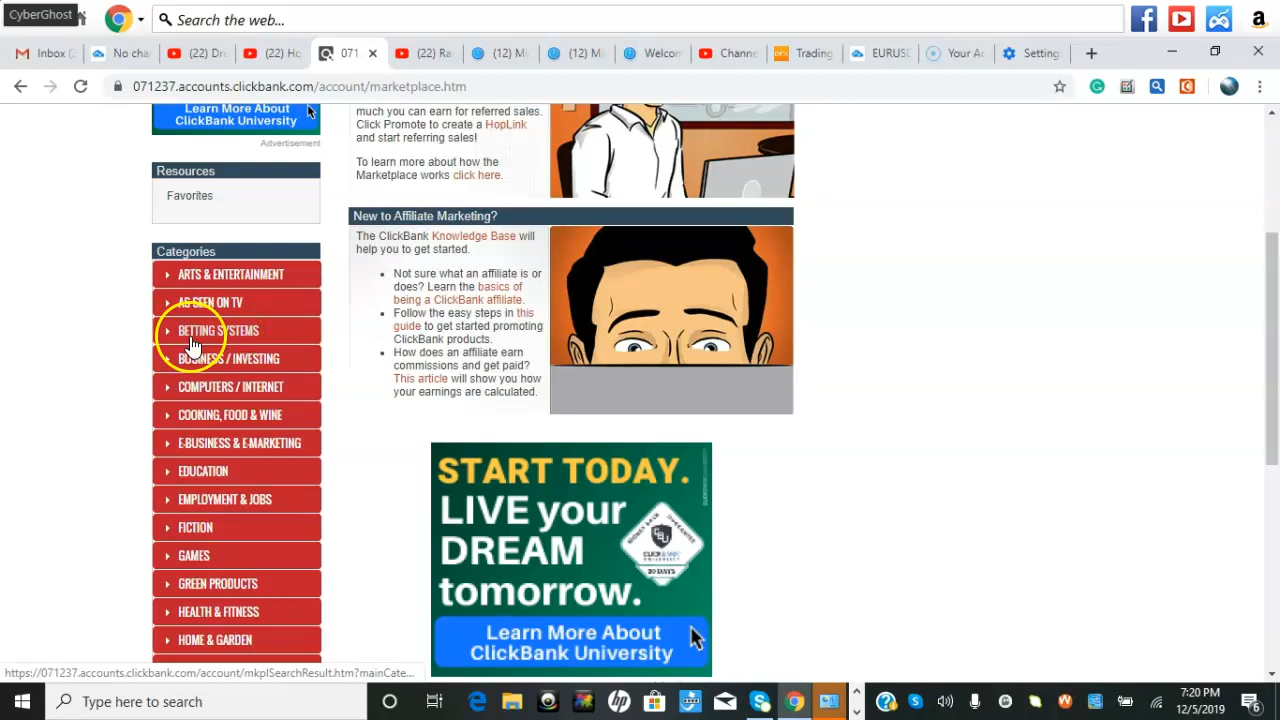 CyberGhost
Search the web...
Inbox (2
No cha
(22) Dr
(22) Ho
071
(22) Ra
(12) Mi
(12) Mi
Welcon
Channe
Trading
EURUSE
Your Ac
Setting
071237.accounts.clickbank.com/account/marketplace.htm
Learn More About
ClickBank University
Advertisement
Resources
Favorites
Categories
ARTS & ENTERTAINMENT
AS SEEN ON TV
BETTING SYSTEMS
BUSINESS / INVESTING
COMPUTERS / INTERNET
COOKING, FOOD & WINE
E-BUSINESS & E-MARKETING
EDUCATION
EMPLOYMENT & JOBS
FICTION
GAMES
GREEN PRODUCTS
HEALTH & FITNESS
HOME & GARDEN
much you can earn for referred sales.
Click Promote to create a HopLink
and start referring sales!
To learn more about how the
Marketplace works click here.
New to Affiliate Marketing?
The ClickBank Knowledge Base will
help you to get started.
Not sure what an affiliate is or
does? Learn the basics of
being a ClickBank affiliate.
Follow the easy steps in this
guide to get started promoting
ClickBank products.
How does an affiliate earn
commissions and get paid?
This article will show you how
your earnings are calculated.
START TODAY.
LIVE your
DREAM
tomorrow.
Learn More About
ClickBank University
https://071237.accounts.clickbank.com/account/mkplSearchResult.htm?mainCate...
Type here to search
7:20 PM
12/5/2019
6